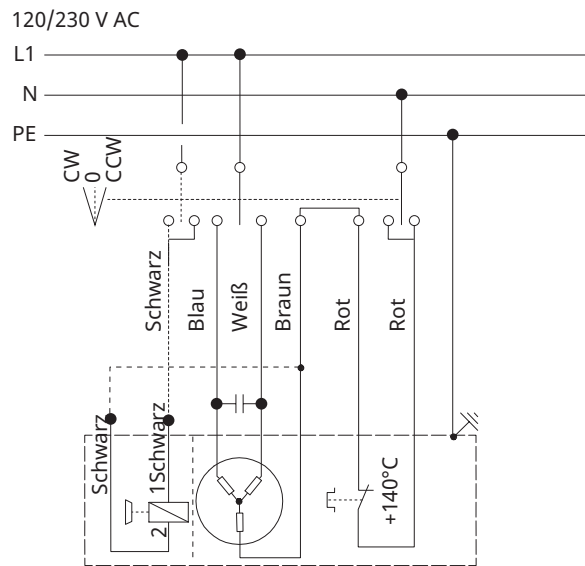 120/230 V AC
L1
N
PE
CW
0
CCW
Schwarz
Blau
Weiß
Braun
Rot
Rot
Schwarz
1Schwarz
2
+140°C